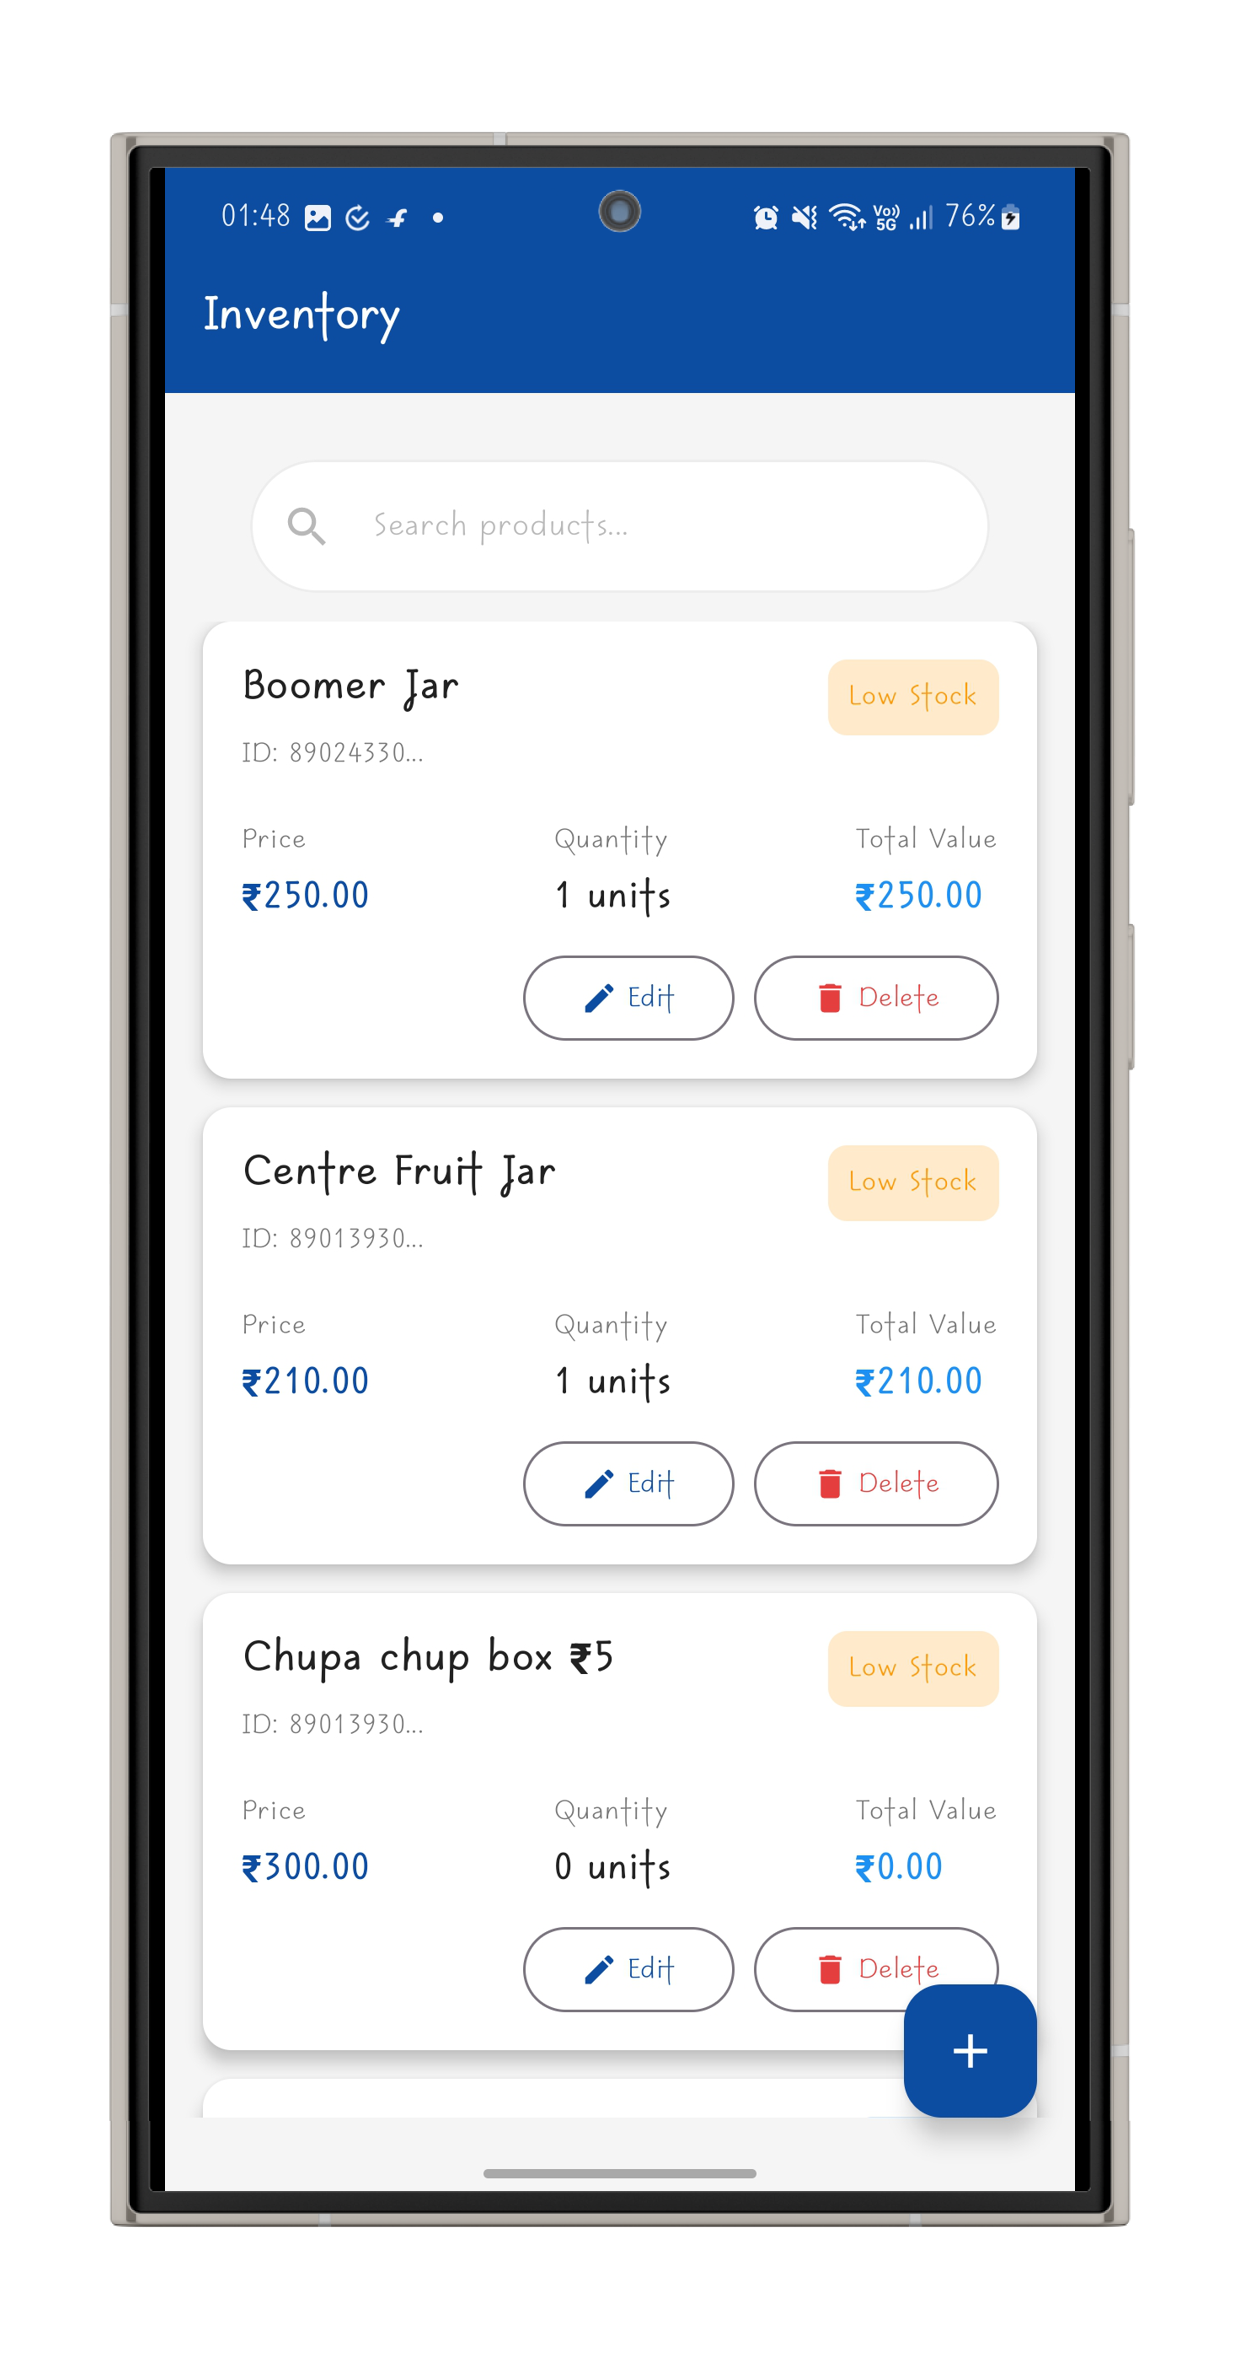 01:48 Vo)) 5G 76%
Inventory
Search products...
Boomer Jar Low Stock
ID: 89024330...
Price Quantity Total Value
₹250.00 1 units ₹250.00
Edit Delete
Centre Fruit Jar Low Stock
ID: 89013930...
Price Quantity Total Value
₹210.00 1 units ₹210.00
Edit Delete
Chupa chup box ₹5 Low Stock
ID: 89013930...
Price Quantity Total Value
₹300.00 0 units ₹0.00
Edit Delete
+